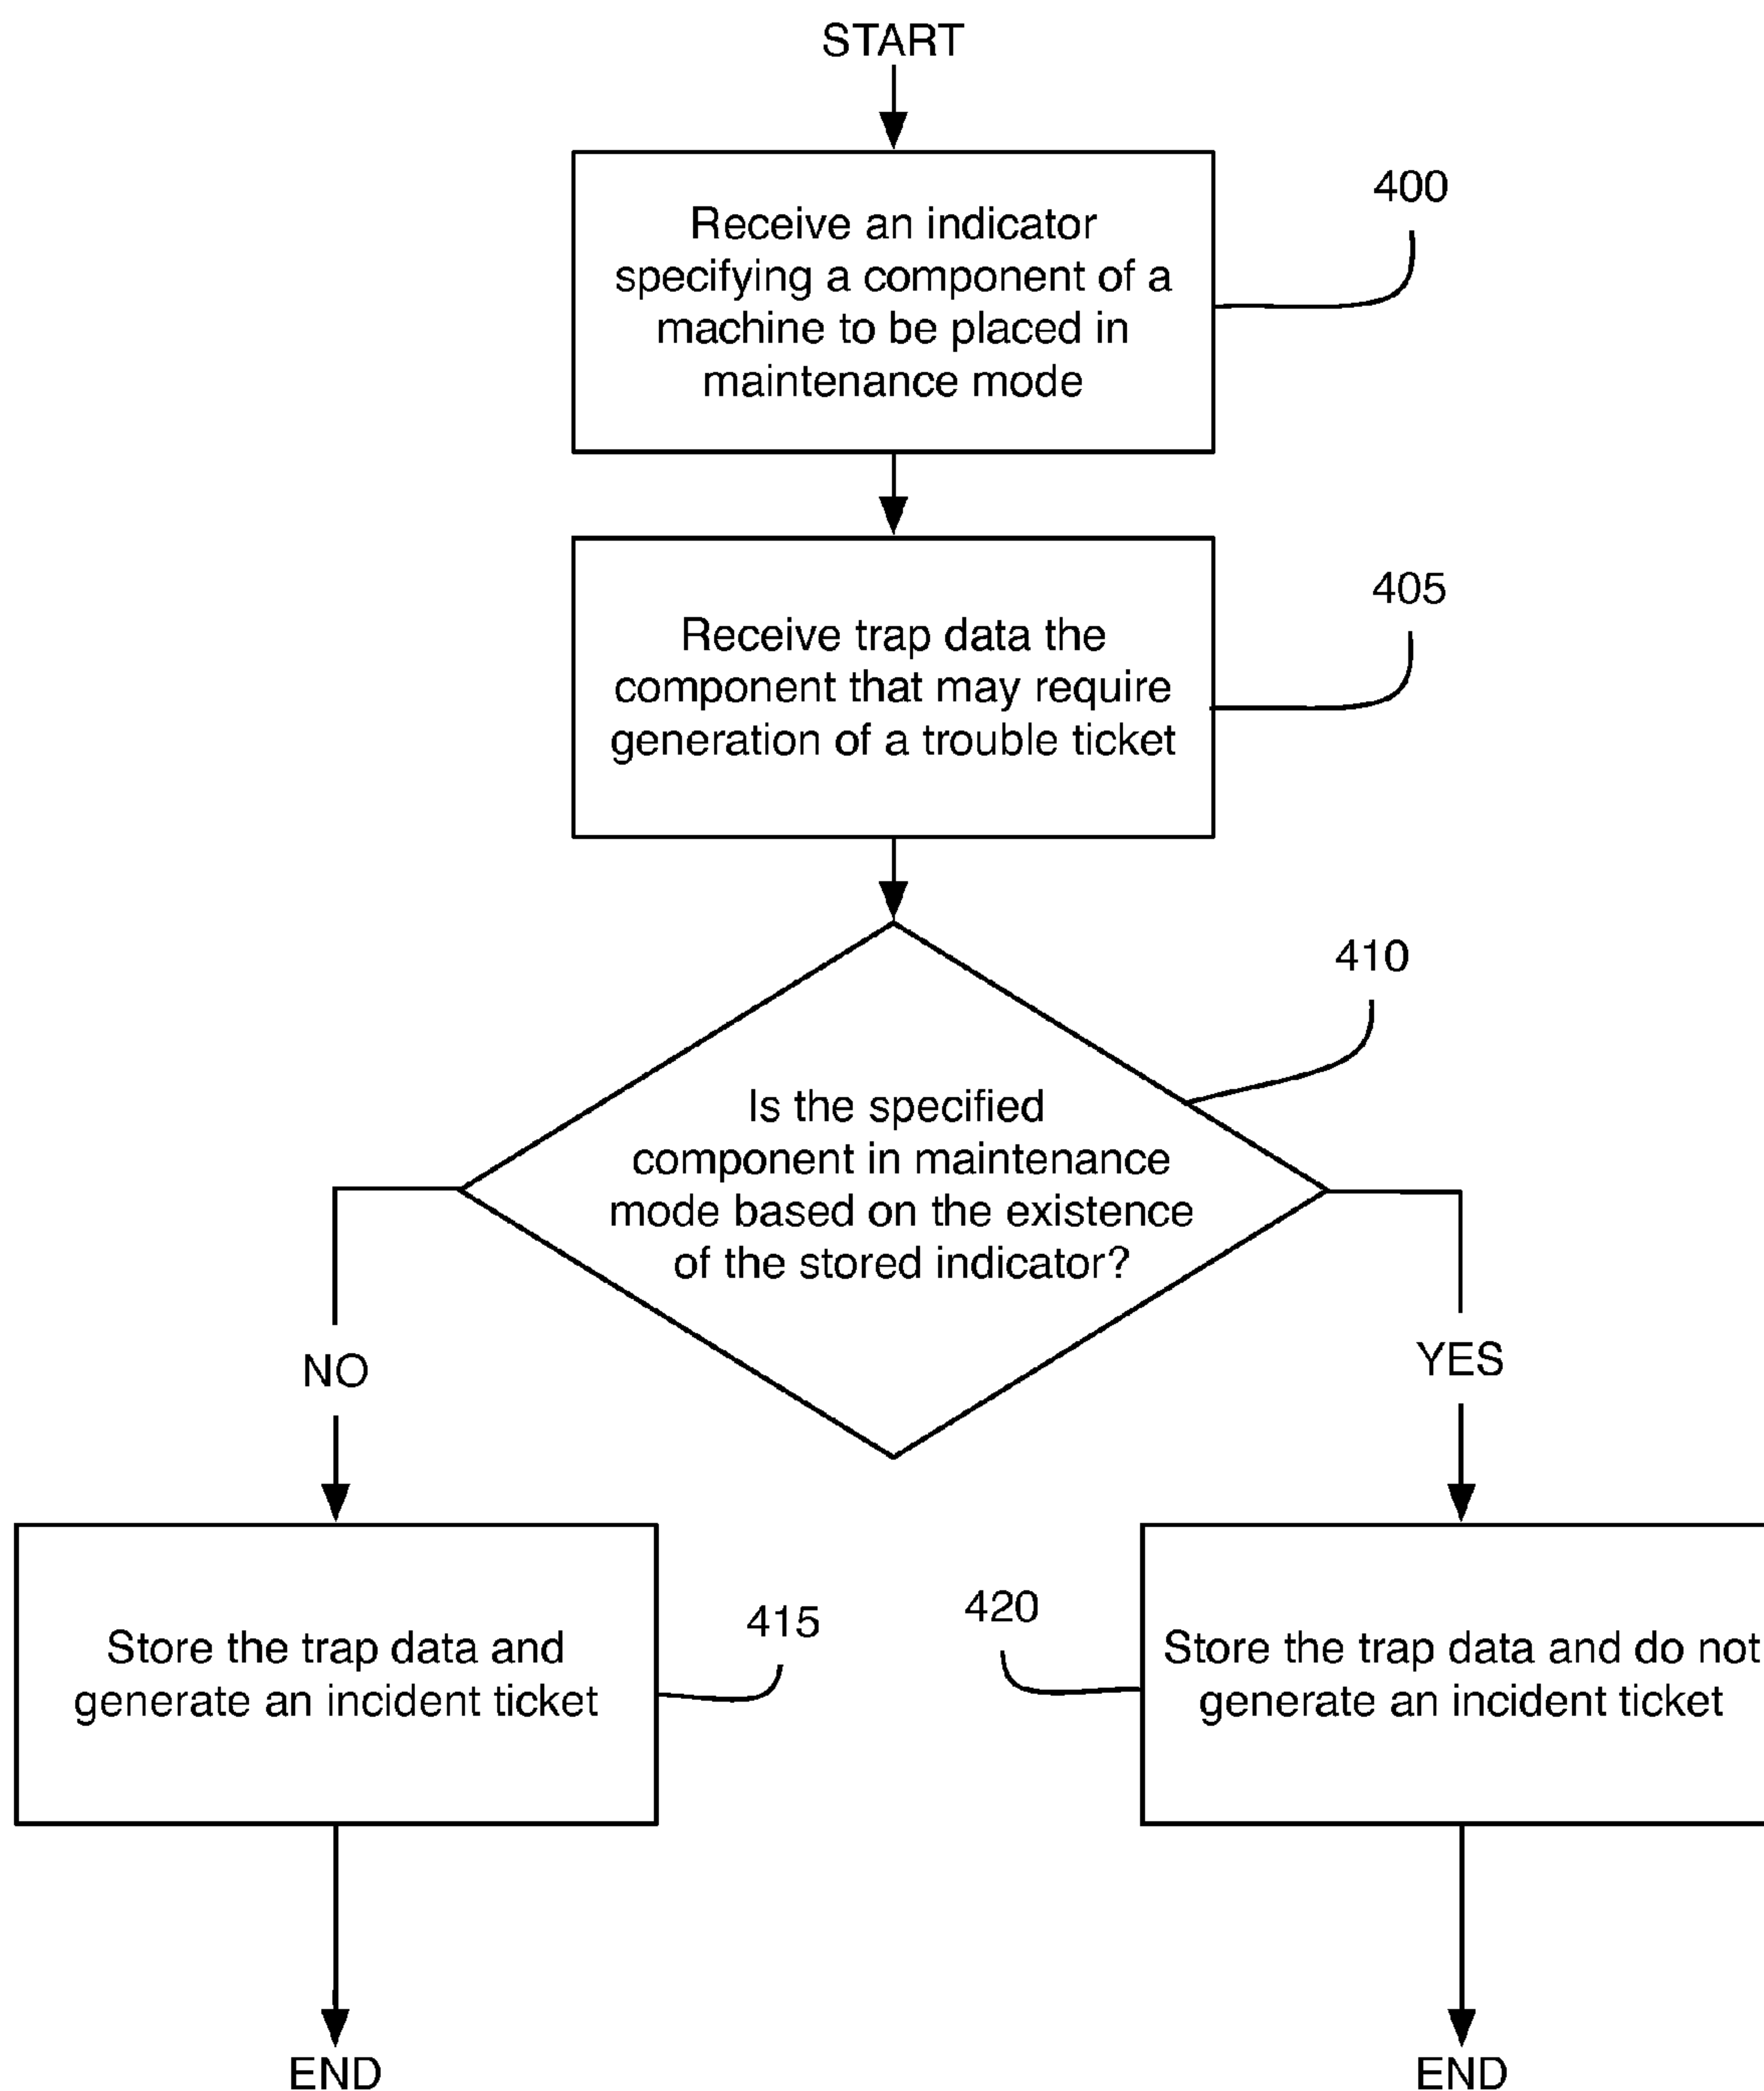 START
400
Receive an indicator
specifying a component of a
machine to be placed in
maintenance mode
405
Receive trap data the
component that may require
generation of a trouble ticket
410
Is the specified
component in maintenance
mode based on the existence
of the stored indicator?
NO
YES
415
Store the trap data and
generate an incident ticket
420
Store the trap data and do not
generate an incident ticket
END
END